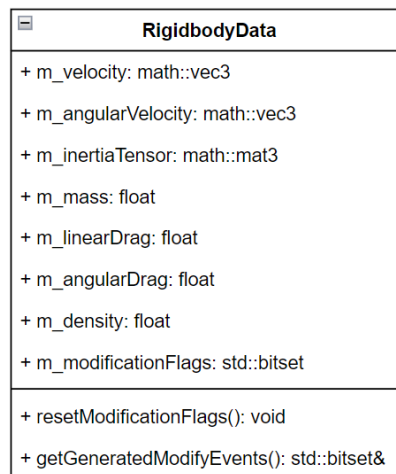 RigidbodyData
+ m_velocity: math::vec3
+ m_angularVelocity: math::vec3
+ m_inertiaTensor: math::mat3
+ m_mass: float
+ m_linearDrag: float
+ m_angularDrag: float
+ m_density: float
+ m_modificationFlags: std::bitset
+ resetModificationFlags(): void
+ getGeneratedModifyEvents(): std::bitset&